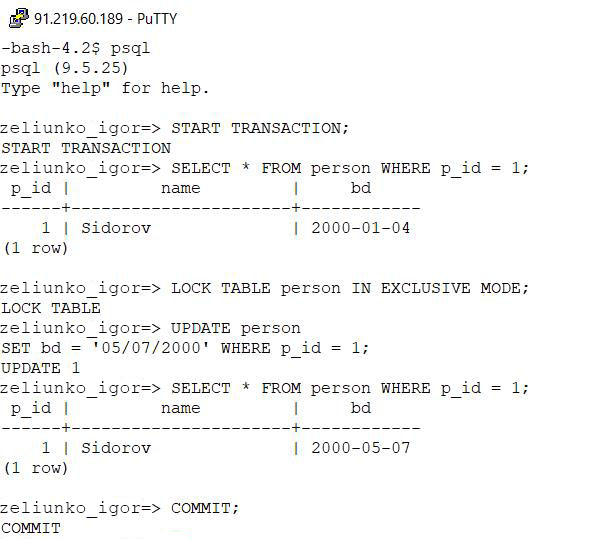 91.219.60.189 - PuTTY
-bash-4.2$ psql
psql (9.5.25)
Type "help" for help.
zeliunko_igor=> START TRANSACTION;
START TRANSACTION
zeliunko_igor=> SELECT * FROM person WHERE p_id = 1;
 p_id |         name         |     bd
------+----------------------+------------
    1 | Sidorov              | 2000-01-04
(1 row)
zeliunko_igor=> LOCK TABLE person IN EXCLUSIVE MODE;
LOCK TABLE
zeliunko_igor=> UPDATE person
SET bd = '05/07/2000' WHERE p_id = 1;
UPDATE 1
zeliunko_igor=> SELECT * FROM person WHERE p_id = 1;
 p_id |         name         |     bd
------+----------------------+------------
    1 | Sidorov              | 2000-05-07
(1 row)
zeliunko_igor=> COMMIT;
COMMIT